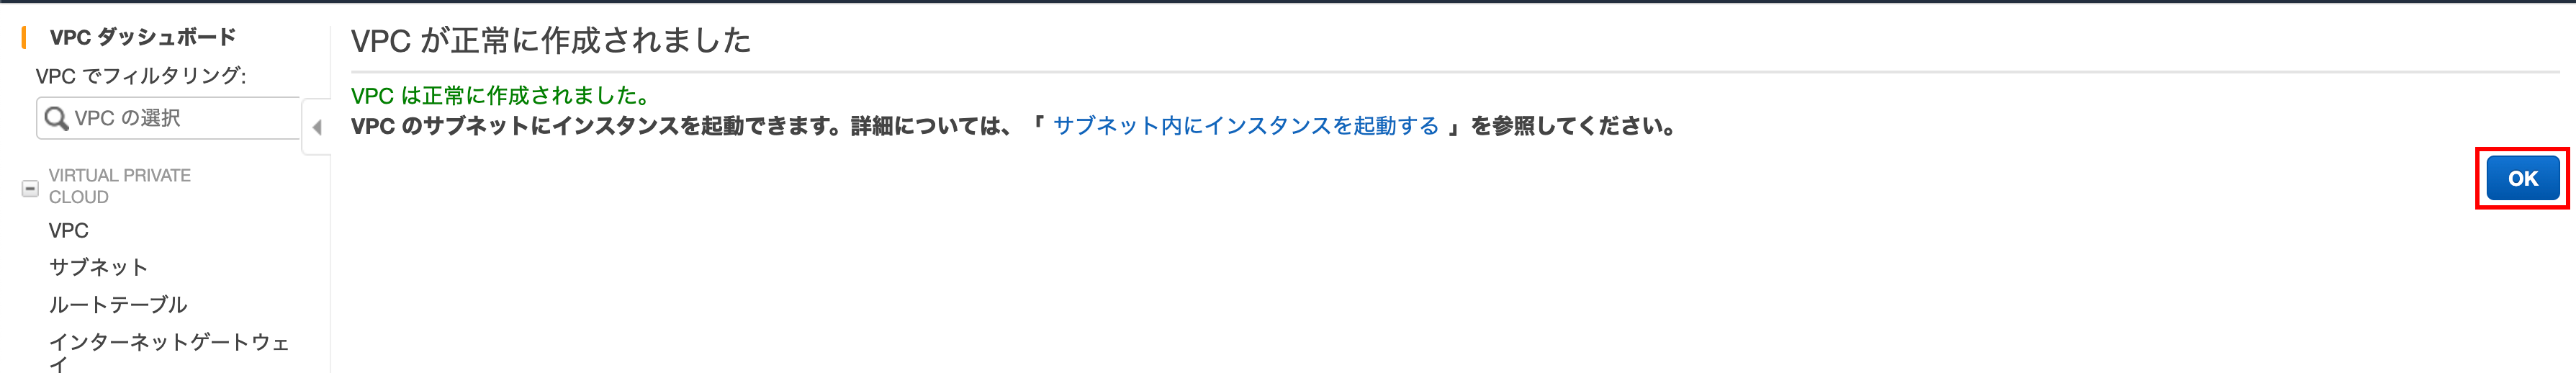 VPC ダッシュボード
VPC でフィルタリング:
VPC の選択
VIRTUAL PRIVATE
CLOUD
VPC
サブネット
ルートテーブル
インターネットゲートウェ
イ
VPC が正常に作成されました
VPC は正常に作成されました。
VPC のサブネットにインスタンスを起動できます。詳細については、「 サブネット内にインスタンスを起動する 」を参照してください。
OK